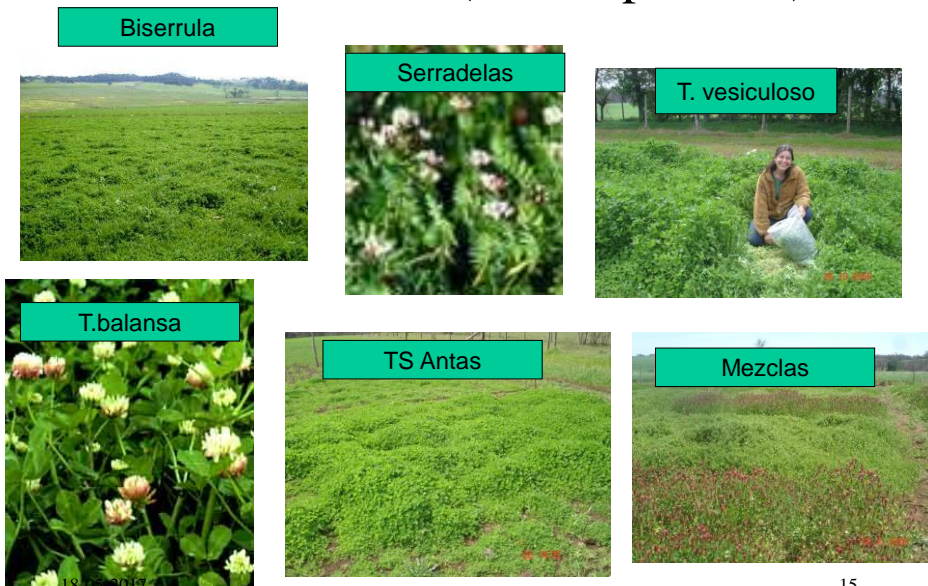 Biserrula
Serradelas
T. vesiculoso
T.balansa
TS Antas
Mezclas
15